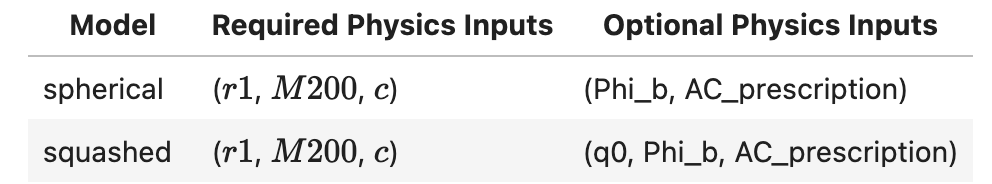 Model Required Physics Inputs Optional Physics Inputs
spherical (r1, M200, c) (Phi_b, AC_prescription)
squashed (r1, M200, c) (q0, Phi_b, AC_prescription)